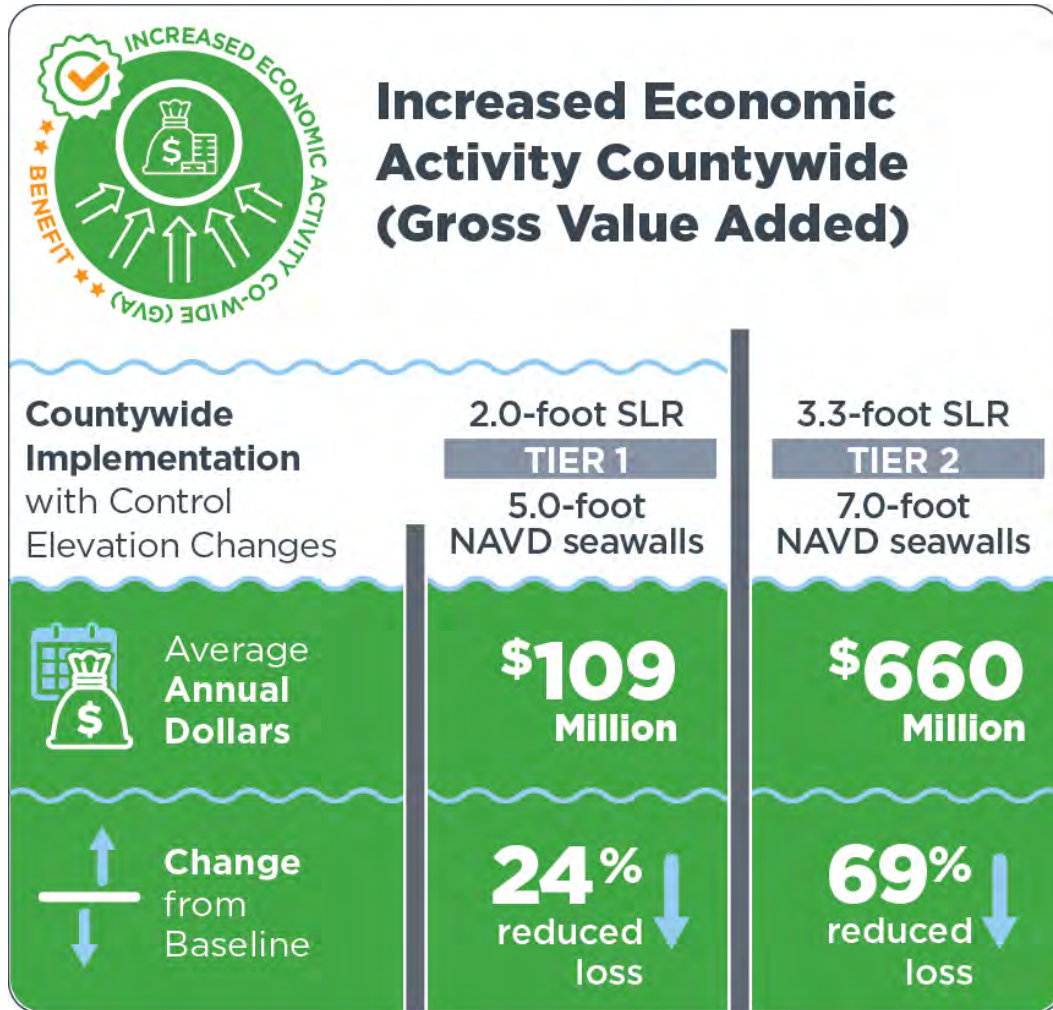 INCREASED ECONOMIC ACTIVITY CO-WIDE (GVA)
BENEFIT
$
Increased Economic
Activity Countywide
(Gross Value Added)
Countywide
Implementation
with Control
Elevation Changes
2.0-foot SLR
TIER 1
5.0-foot
NAVD seawalls
3.3-foot SLR
TIER 2
7.0-foot
NAVD seawalls
$
Average
Annual
Dollars
$109
Million
$660
Million
Change
from
Baseline
24%
reduced
loss
69%
reduced
loss